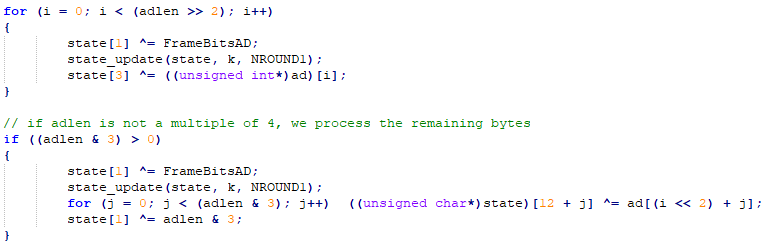 for (i = 0; i < (adlen >> 2); i++)
{
state[1] ^= FrameBitsAD;
state_update(state, k, NROUND1);
state[3] ^= ((unsigned int*)ad)[i];
}
// if adlen is not a multiple of 4, we process the remaining bytes
if ((adlen & 3) > 0)
{
state[1] ^= FrameBitsAD;
state_update(state, k, NROUND1);
for (j = 0; j < (adlen & 3); j++)  ((unsigned char*)state)[12 + j] ^= ad[(i << 2) + j];
state[1] ^= adlen & 3;
}